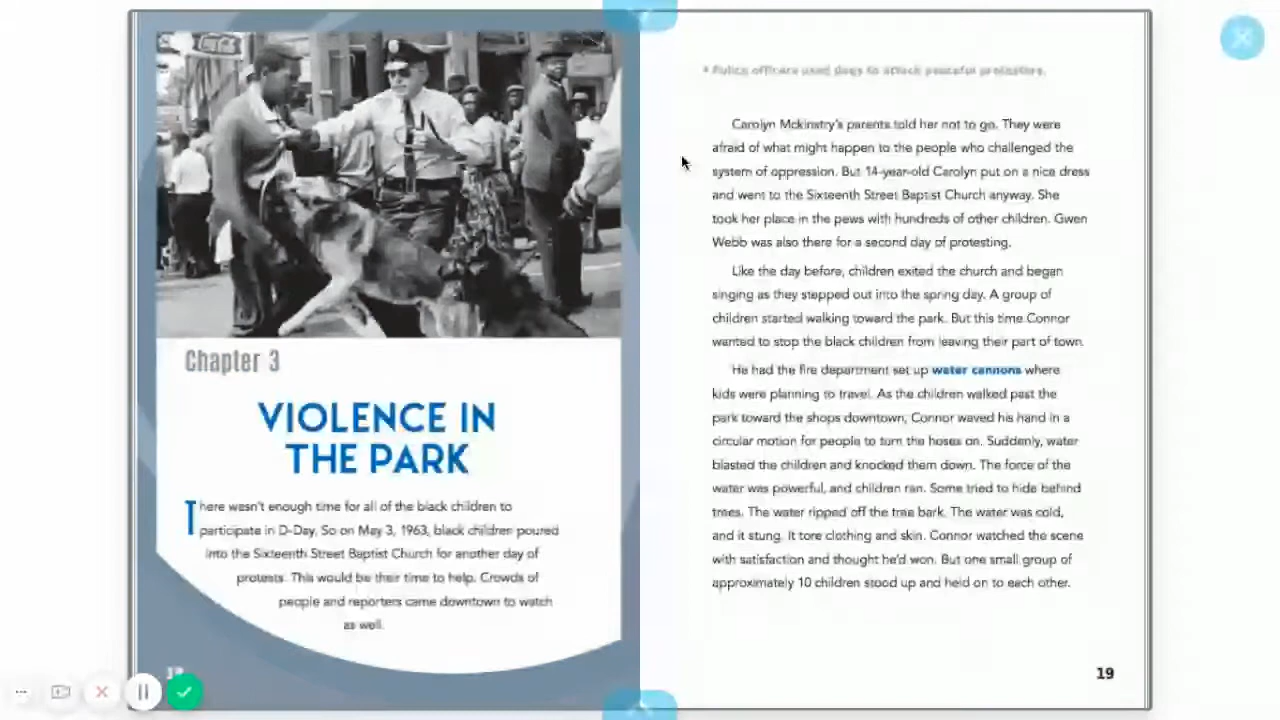 Chapter 3
VIOLENCE IN
THE PARK
There wasn't enough time for all of the black children to
participate in D-Day. So on May 3, 1963, black children poured
into the Sixteenth Street Baptist Church for another day of
protests. This would be their time to help. Crowds of
people and reporters came downtown to watch
as well.
* Police officers used dogs to attack peaceful protestors.
Carolyn Mckinstry's parents told her not to go. They were
afraid of what might happen to the people who challenged the
system of oppression. But 14-year-old Carolyn put on a nice dress
and went to the Sixteenth Street Baptist Church anyway. She
took her place in the pews with hundreds of other children. Gwen
Webb was also there for a second day of protesting.
Like the day before, children exited the church and began
singing as they stepped out into the spring day. A group of
children started walking toward the park. But this time Connor
wanted to stop the black children from leaving their part of town.
He had the fire department set up water cannons where
kids were planning to travel. As the children walked past the
park toward the shops downtown, Connor waved his hand in a
circular motion for people to turn the hoses on. Suddenly, water
blasted the children and knocked them down. The force of the
water was powerful, and children ran. Some tried to hide behind
trees. The water ripped off the tree bark. The water was cold,
and it stung. It tore clothing and skin. Connor watched the scene
with satisfaction and thought he'd won. But one small group of
approximately 10 children stood up and held on to each other.
19